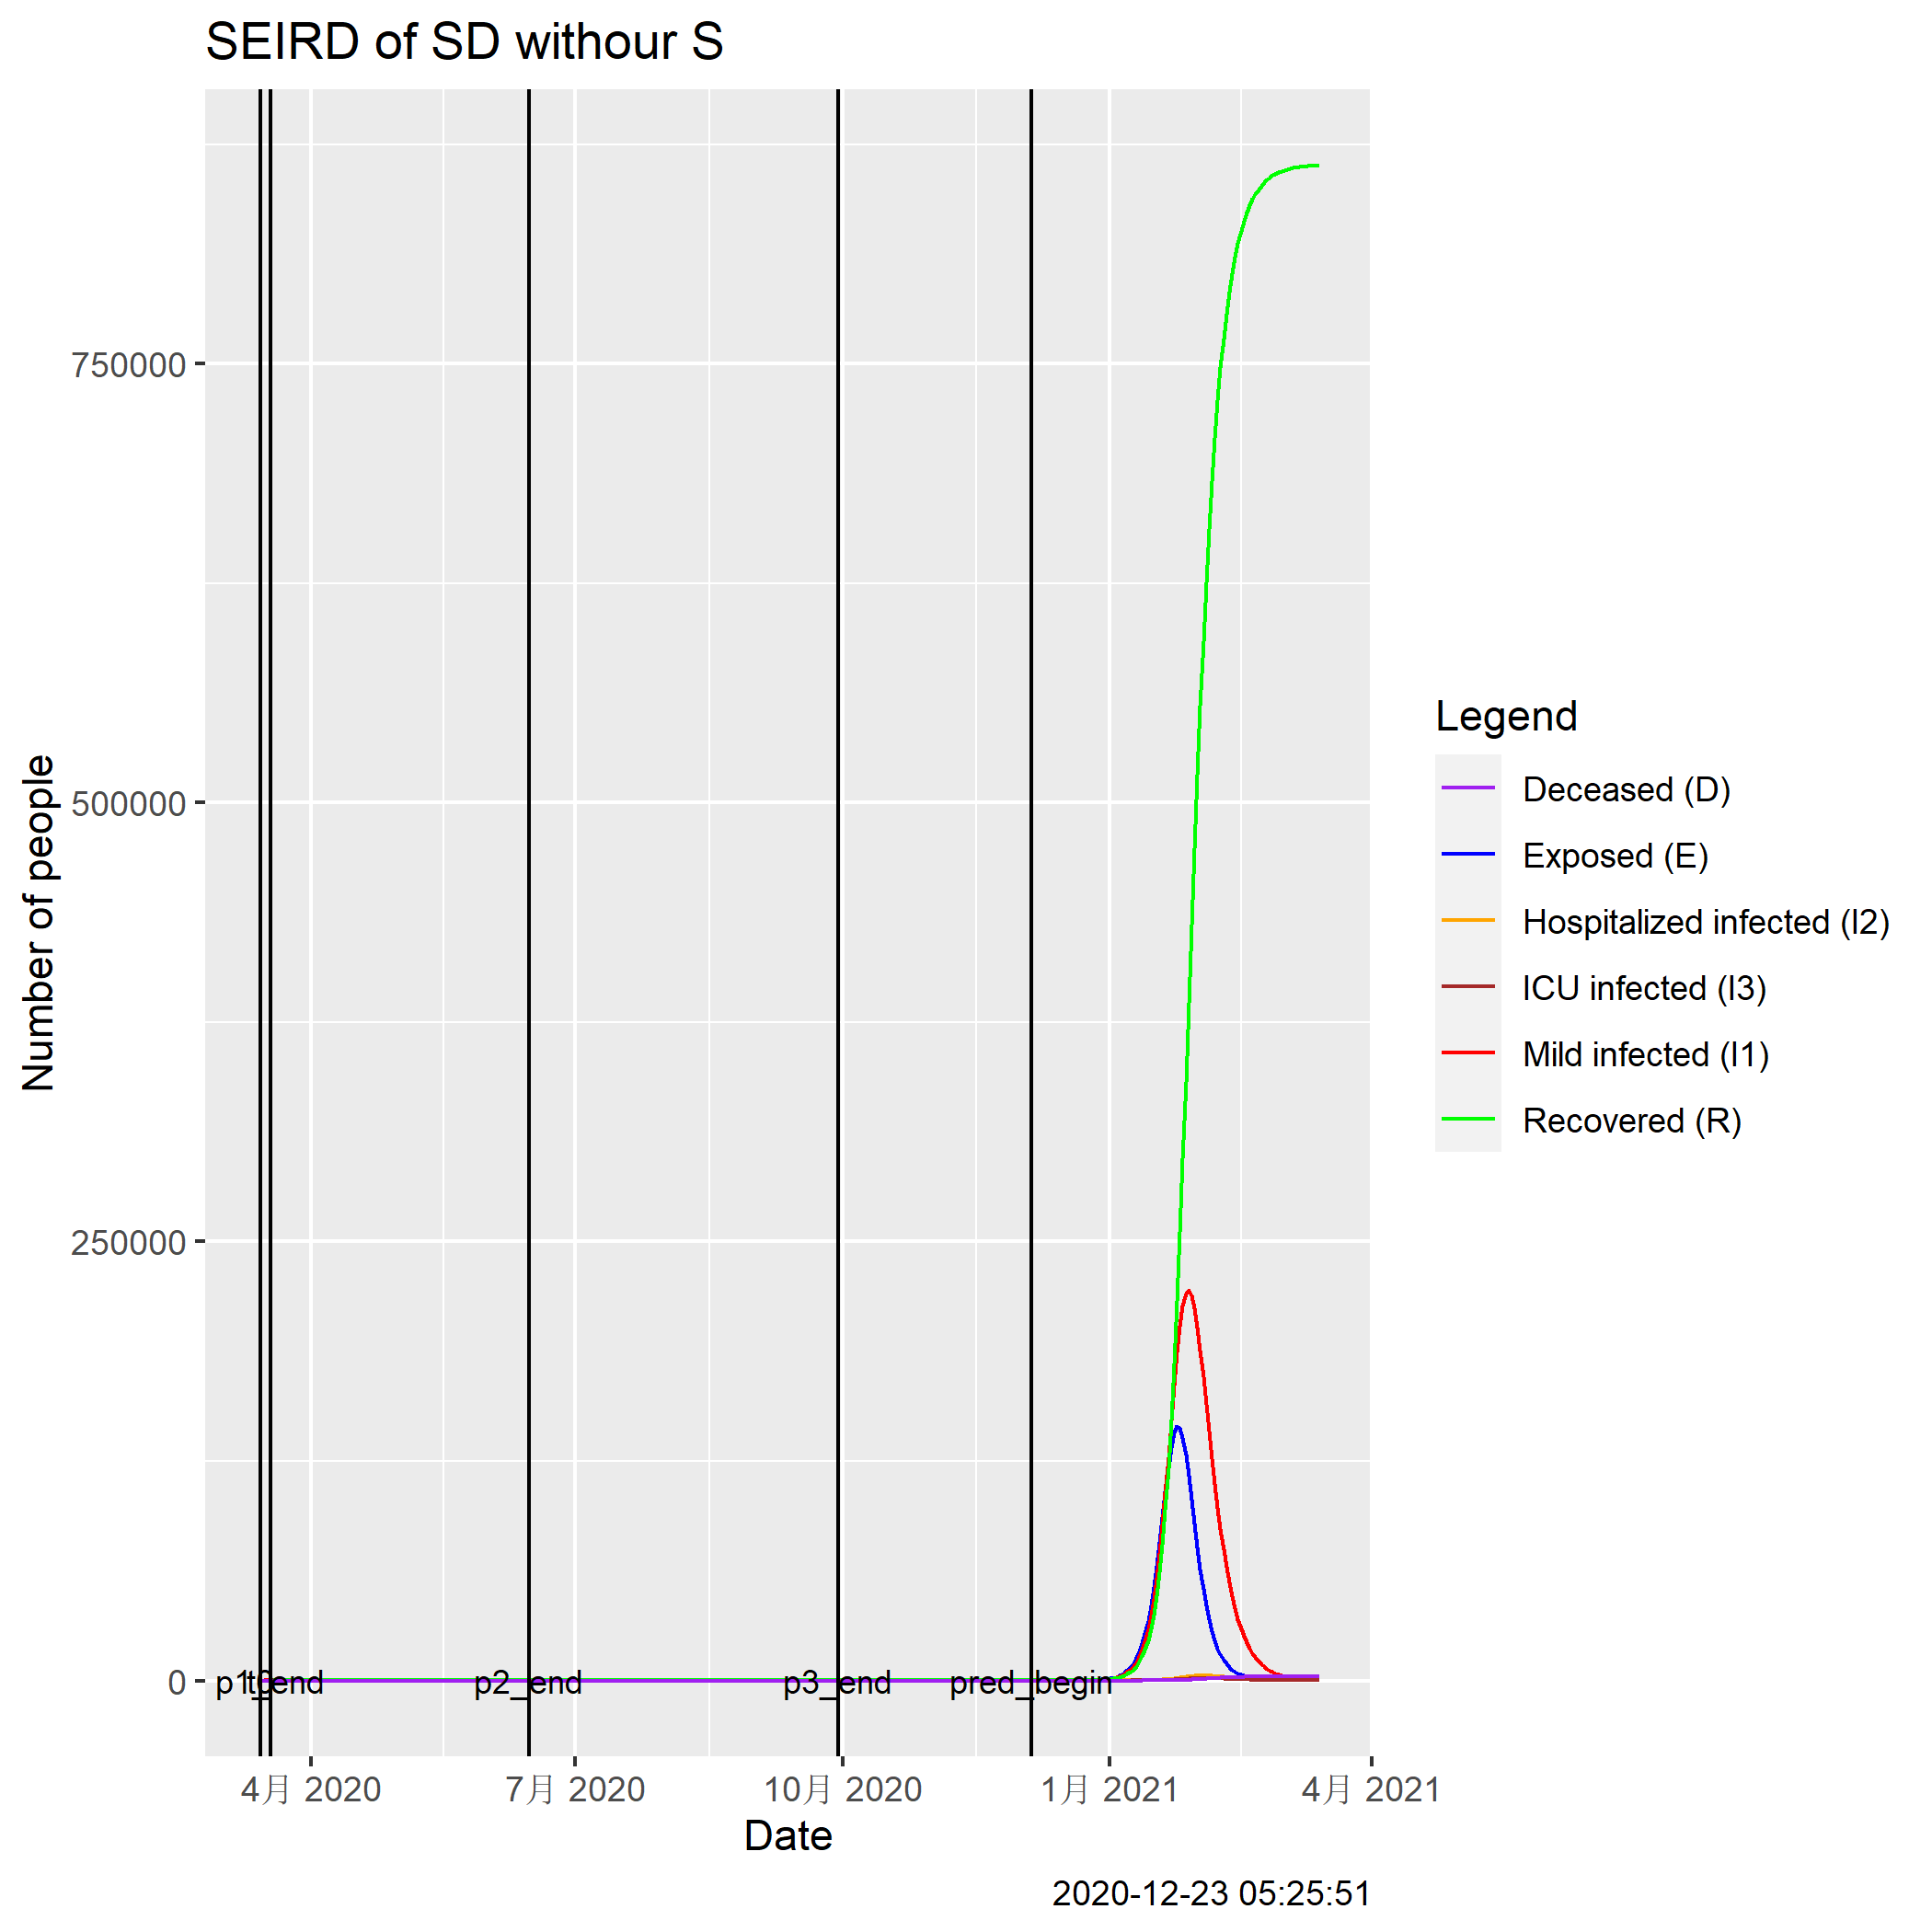 SEIRD of SD withour S
Number of people
750000
500000
250000
0
p1_end
t0
p2_end
p3_end
pred_begin
4月 2020
7月 2020
10月 2020
1月 2021
4月 2021
Date
Legend
Deceased (D)
Exposed (E)
Hospitalized infected (I2)
ICU infected (I3)
Mild infected (I1)
Recovered (R)
2020-12-23 05:25:51